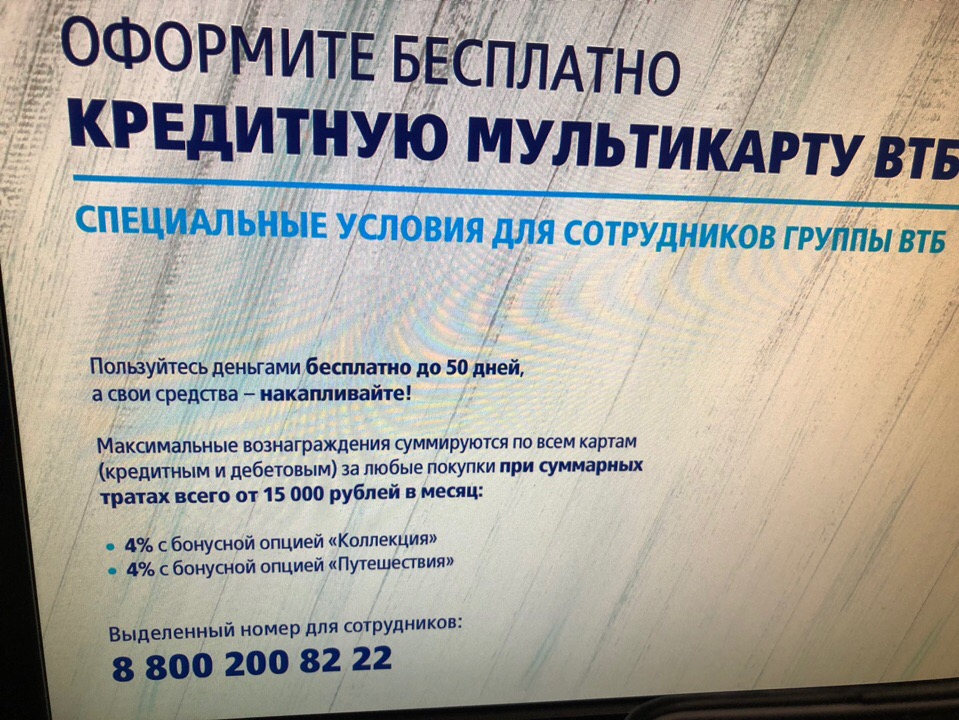 ОФОРМИТЕ БЕСПЛАТНО
КРЕДИТНУЮ МУЛЬТИКАРТУ ВТБ
СПЕЦИАЛЬНЫЕ УСЛОВИЯ ДЛЯ СОТРУДНИКОВ ГРУППЫ ВТБ
Пользуйтесь деньгами бесплатно до 50 дней,
а свои средства – накапливайте!
Максимальные вознаграждения суммируются по всем картам
(кредитным и дебетовым) за любые покупки при суммарных
тратах всего от 15 000 рублей в месяц:
• 4% с бонусной опцией «Коллекция»
• 4% с бонусной опцией «Путешествия»
Выделенный номер для сотрудников:
8 800 200 82 22